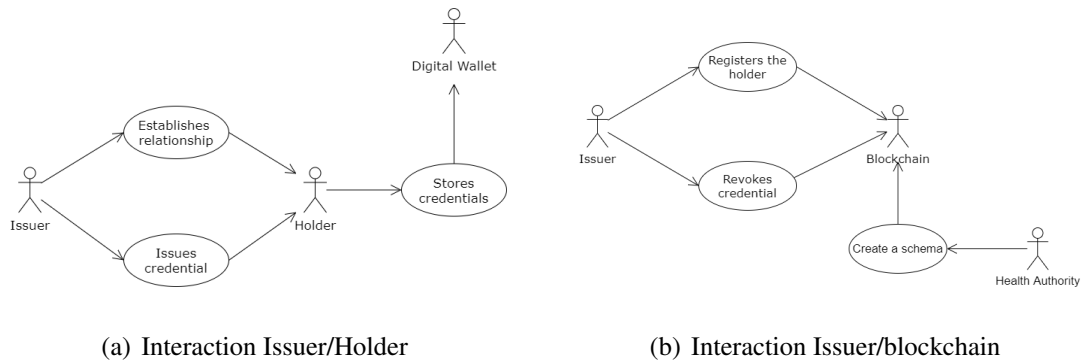 Digital Wallet
Establishes
relationship
Issuer
Holder
Stores
credentials
Issues
credential
(a) Interaction Issuer/Holder
Registers the
holder
Issuer
Blockchain
Revokes
credential
Create a schema
Health Authority
(b) Interaction Issuer/blockchain